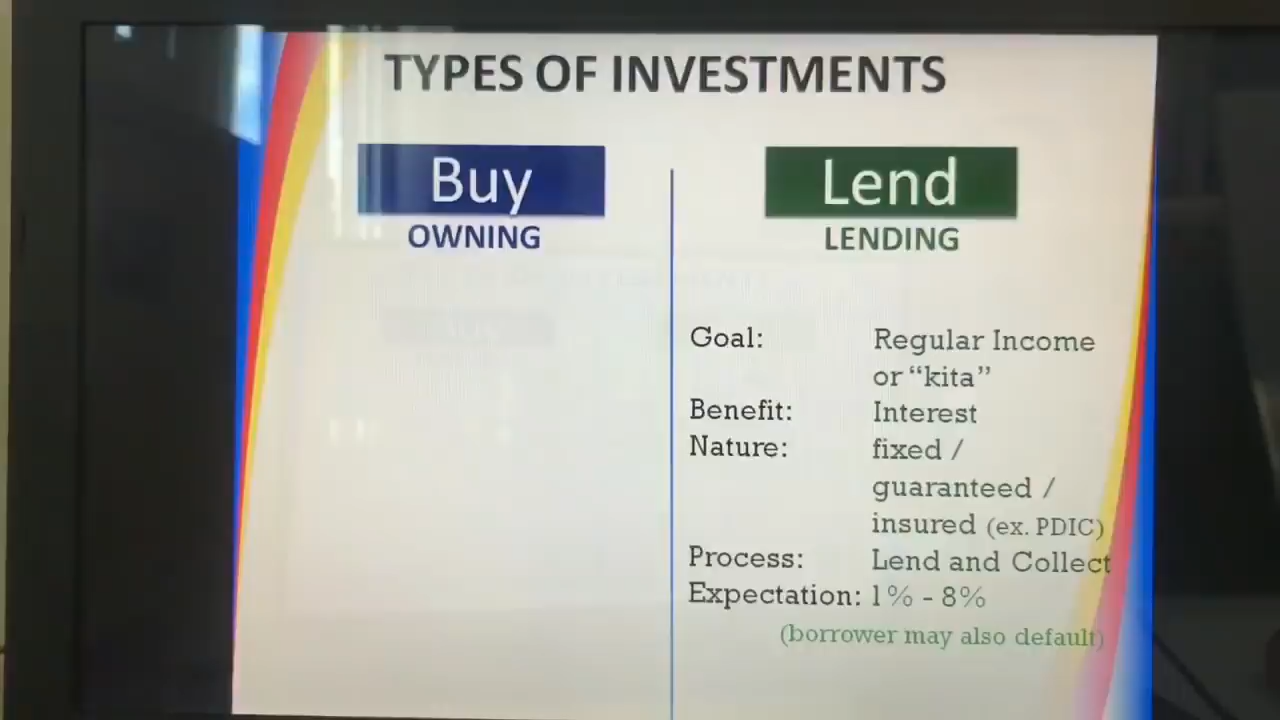 TYPES OF INVESTMENTS
Buy
OWNING
Lend
LENDING
Goal: Regular Income
or “kita”
Benefit: Interest
Nature: fixed /
guaranteed /
insured (ex. PDIC)
Process: Lend and Collect
Expectation: 1% - 8%
(borrower may also default)